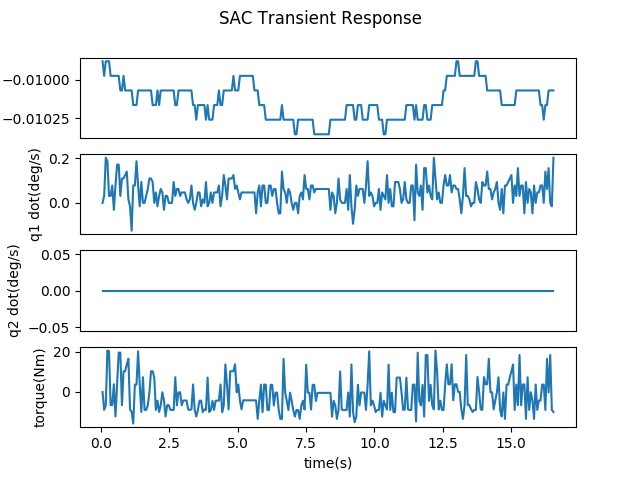 SAC Transient Response
−0.01000
−0.01025
q1 dot(deg/s)
0.2
0.0
q2 dot(deg/s)
0.05
0.00
−0.05
torque(Nm)
20
0
0.0 2.5 5.0 7.5 10.0 12.5 15.0
time(s)